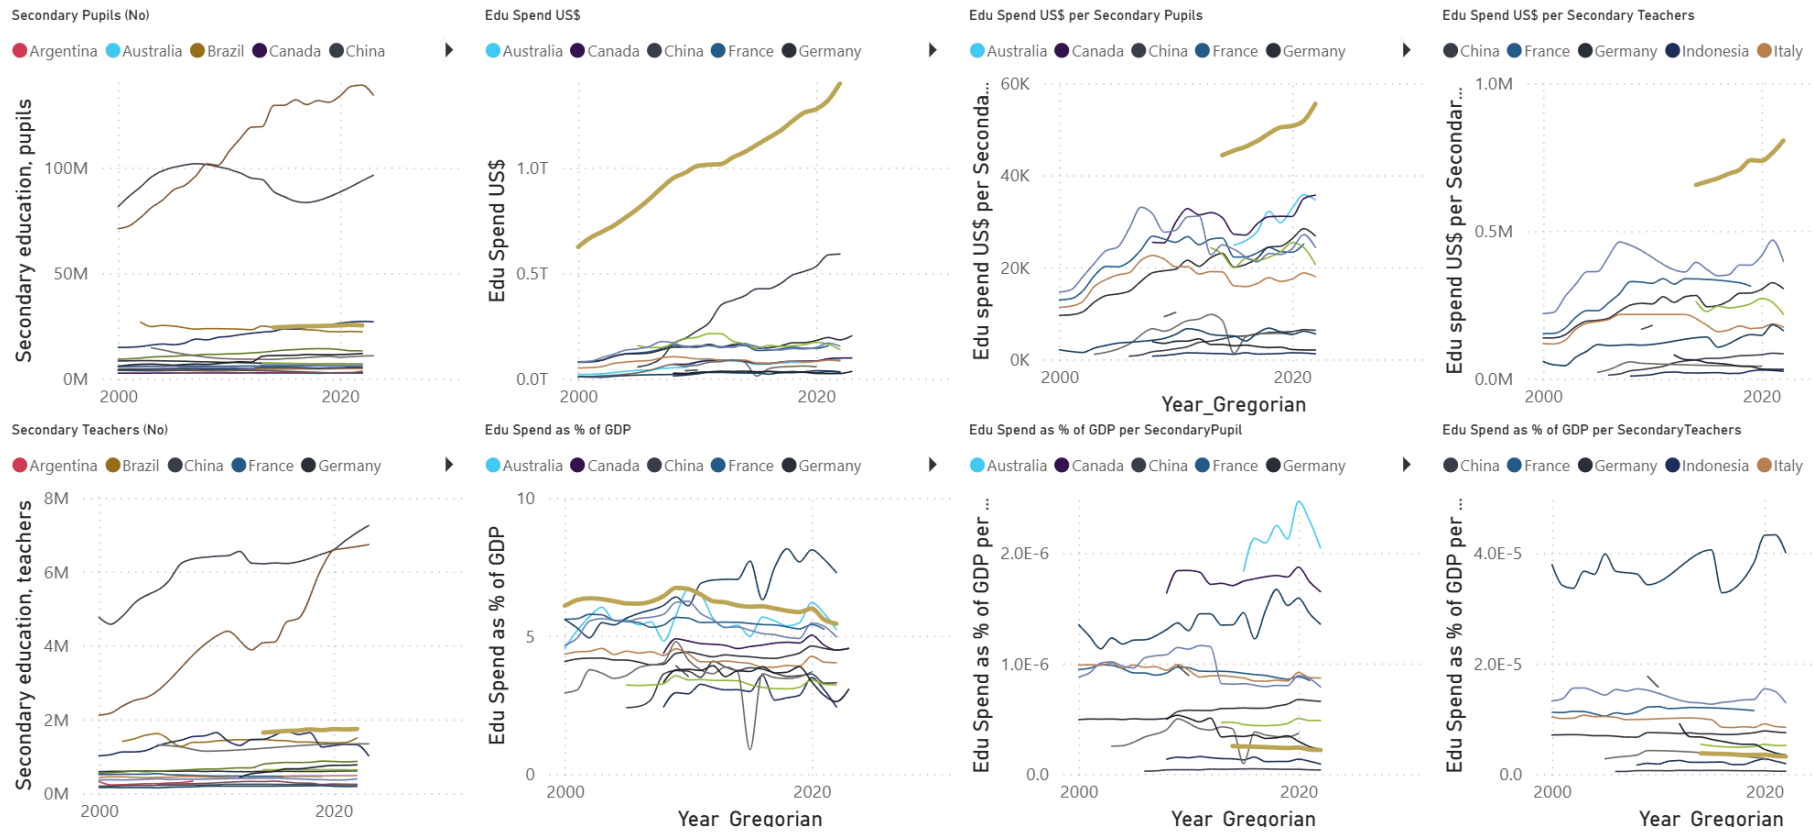 Secondary Pupils (No)
Argentina Australia Brazil Canada China
Secondary education, pupils
100M
50M
0M
2000 2020
Edu Spend US$
Australia Canada China France Germany
Edu Spend US$
1.0T
0.5T
0.0T
2000 2020
Edu Spend US$ per Secondary Pupils
Australia Canada China France Germany
Edu spend US$ per Seconda...
60K
40K
20K
0K
2000 2020
Year_Gregorian
Edu Spend US$ per Secondary Teachers
China France Germany Indonesia Italy
Edu spend US$ per Secondar...
1.0M
0.5M
0.0M
2000 2020
Secondary Teachers (No)
Argentina Brazil China France Germany
Secondary education, teachers
8M
6M
4M
2M
0M
2000 2020
Edu Spend as % of GDP
Australia Canada China France Germany
Edu Spend as % of GDP
10
5
0
2000 2020
Year_Gregorian
Edu Spend as % of GDP per SecondaryPupil
Australia Canada China France Germany
Edu Spend as % of GDP per ...
2.0E-6
1.0E-6
0.0
2000 2020
Year_Gregorian
Edu Spend as % of GDP per SecondaryTeachers
China France Germany Indonesia Italy
Edu Spend as % of GDP per ...
4.0E-5
2.0E-5
0.0
2000 2020
Year_Gregorian